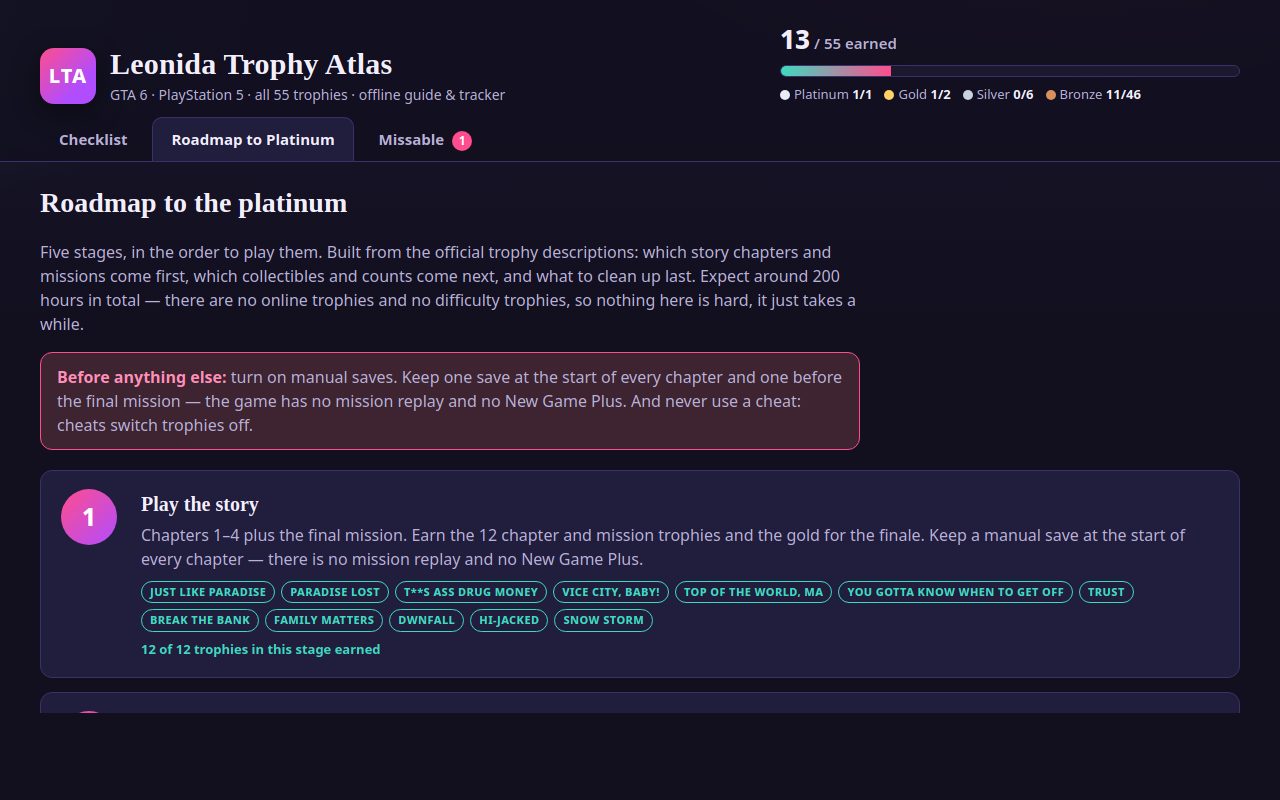 LTA
Leonida Trophy Atlas
GTA 6 · PlayStation 5 · all 55 trophies · offline guide & tracker
13 / 55 earned
Platinum 1/1 Gold 1/2 Silver 0/6 Bronze 11/46
Checklist
Roadmap to Platinum
Missable 1
Roadmap to the platinum
Five stages, in the order to play them. Built from the official trophy descriptions: which story chapters and
missions come first, which collectibles and counts come next, and what to clean up last. Expect around 200
hours in total — there are no online trophies and no difficulty trophies, so nothing here is hard, it just takes a
while.
Before anything else: turn on manual saves. Keep one save at the start of every chapter and one before
the final mission — the game has no mission replay and no New Game Plus. And never use a cheat:
cheats switch trophies off.
1
Play the story
Chapters 1–4 plus the final mission. Earn the 12 chapter and mission trophies and the gold for the finale. Keep a manual save at the start of
every chapter — there is no mission replay and no New Game Plus.
JUST LIKE PARADISE PARADISE LOST T**S ASS DRUG MONEY VICE CITY, BABY! TOP OF THE WORLD, MA YOU GOTTA KNOW WHEN TO GET OFF TRUST
BREAK THE BANK FAMILY MATTERS DWNFALL HI-JACKED SNOW STORM
12 of 12 trophies in this stage earned